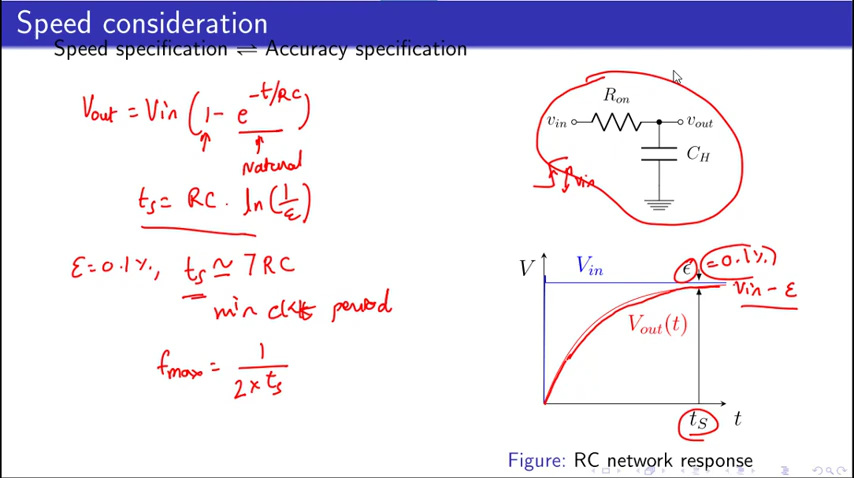 Speed consideration
Speed specification ⇌ Accuracy specification
Vout = Vin (1 - e^-t/RC)
Natural
ts = RC . ln(1/ε)
ε = 0.1%, ts ≃ 7RC
min period
fmax = 1 / 2 × ts
Ron
vin
vout
CH
Vin
V
Vin
ϵ = 0.1%
Vin - ε
Vout(t)
tS
t
Figure: RC network response